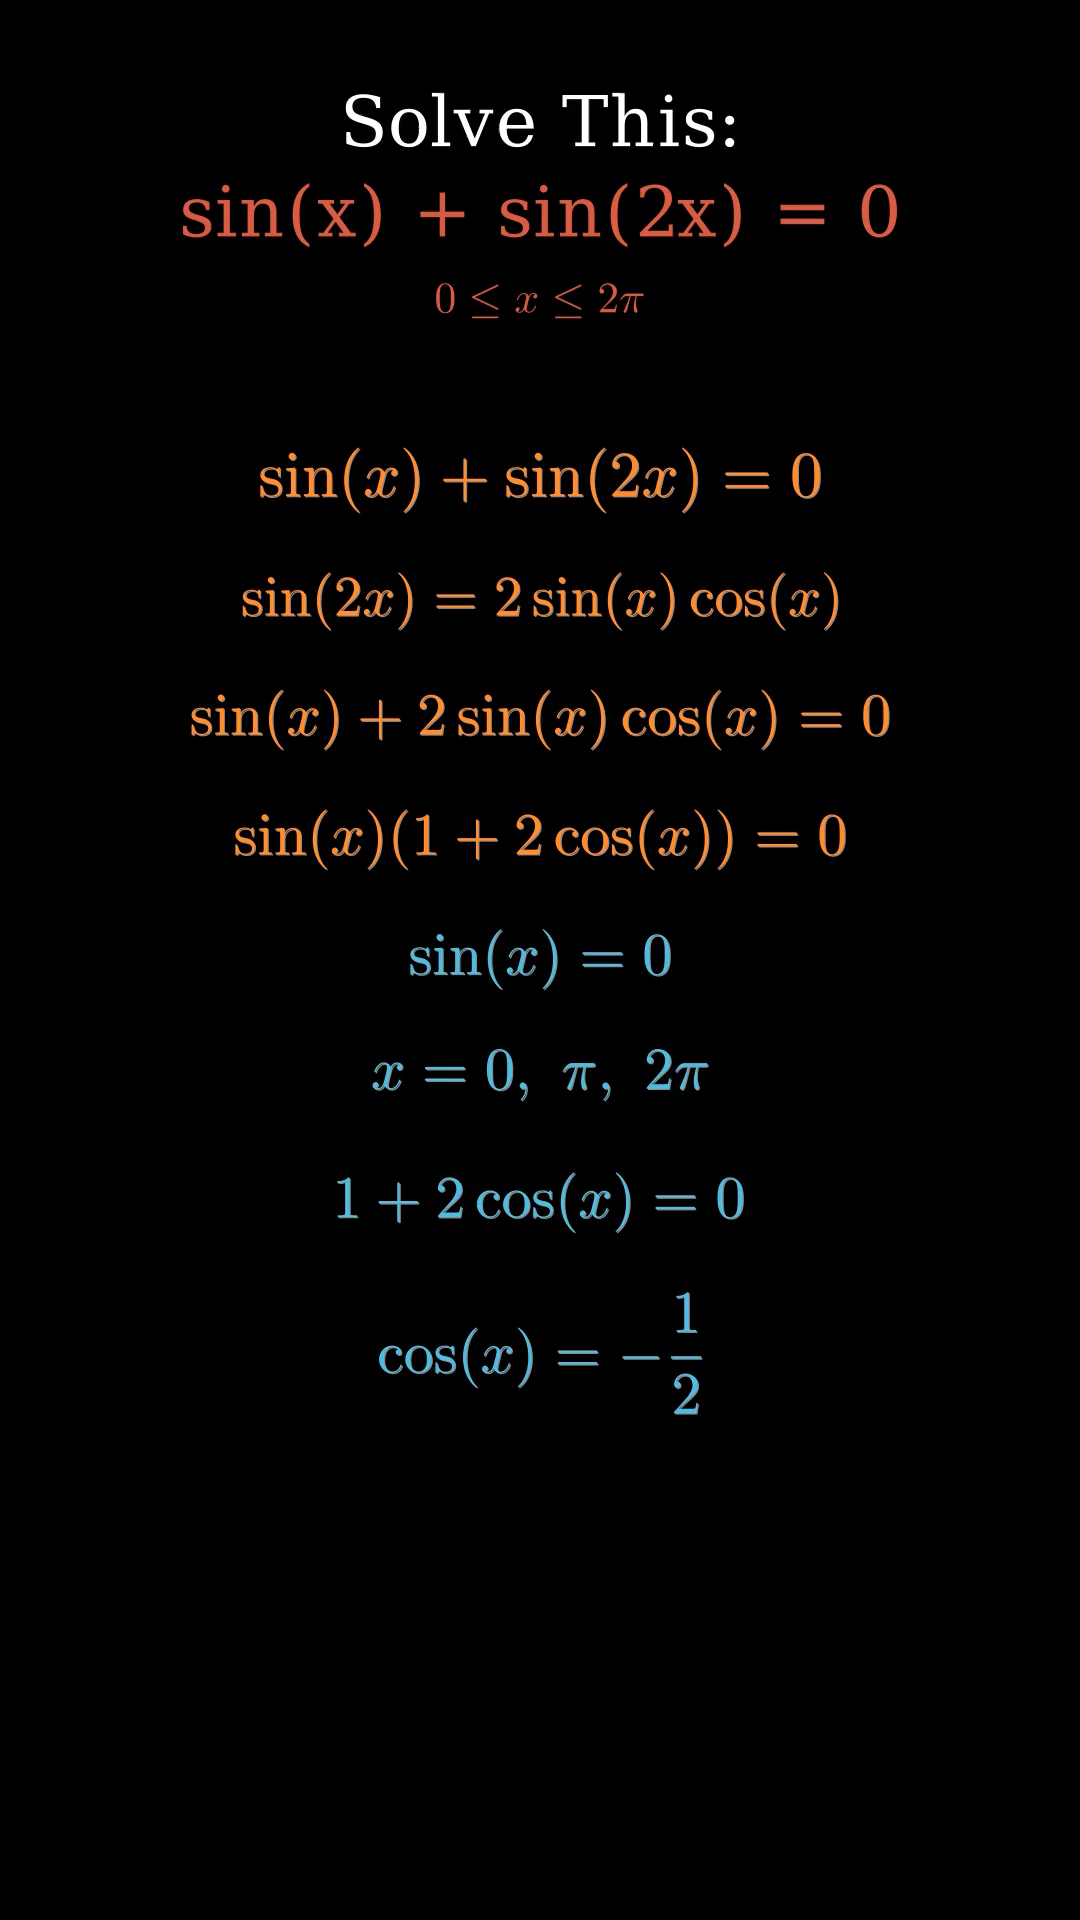 Solve This:
sin(x) + sin(2x) = 0
0 ≤ x ≤ 2π
sin(x) + sin(2x) = 0
sin(2x) = 2 sin(x) cos(x)
sin(x) + 2 sin(x) cos(x) = 0
sin(x)(1 + 2 cos(x)) = 0
sin(x) = 0
x = 0, π, 2π
1 + 2 cos(x) = 0
cos(x) = −1/2